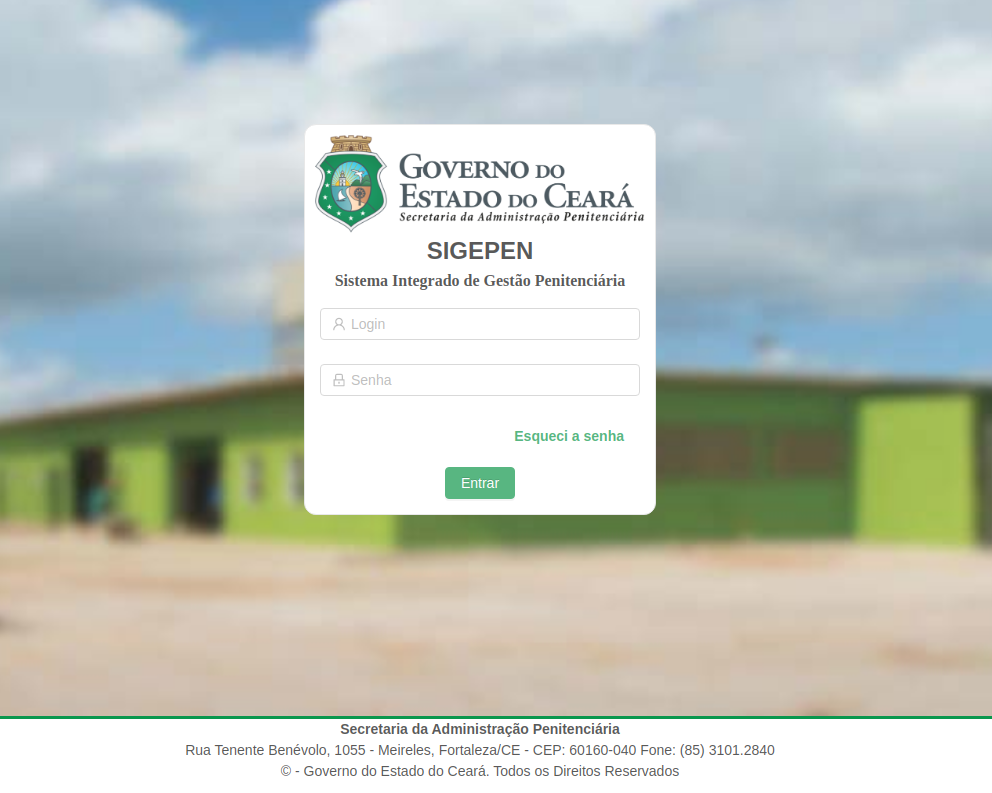 GOVERNO DO
ESTADO DO CEARÁ
Secretaria da Administração Penitenciária
SIGEPEN
Sistema Integrado de Gestão Penitenciária
Login
Senha
Esqueci a senha
Entrar
Secretaria da Administração Penitenciária
Rua Tenente Benévolo, 1055 - Meireles, Fortaleza/CE - CEP: 60160-040 Fone: (85) 3101.2840
© - Governo do Estado do Ceará. Todos os Direitos Reservados